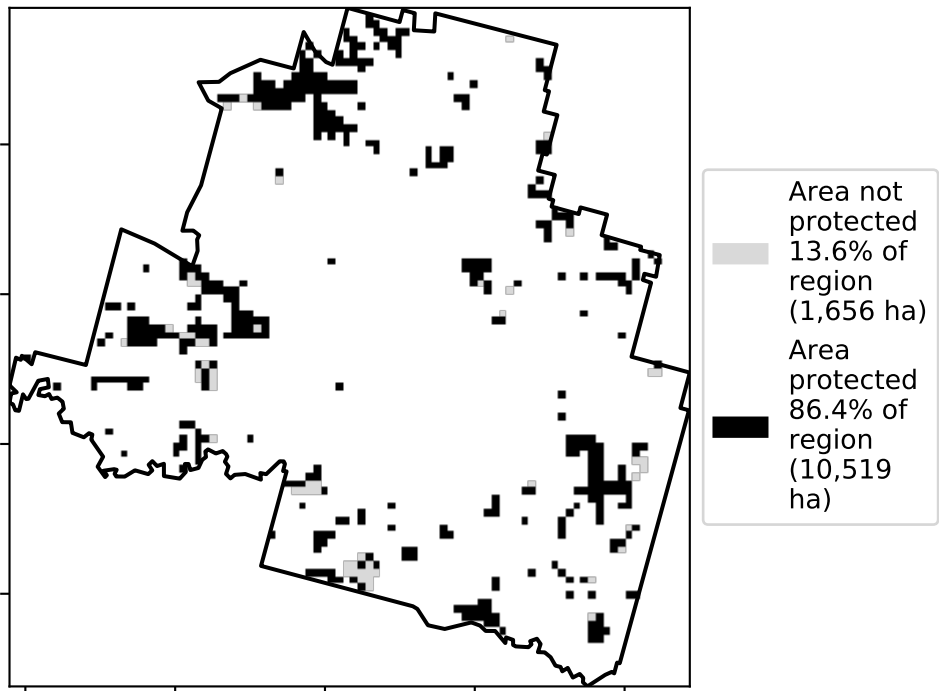 Area not
protected
13.6% of
region
(1,656 ha)
Area
protected
86.4% of
region
(10,519
ha)